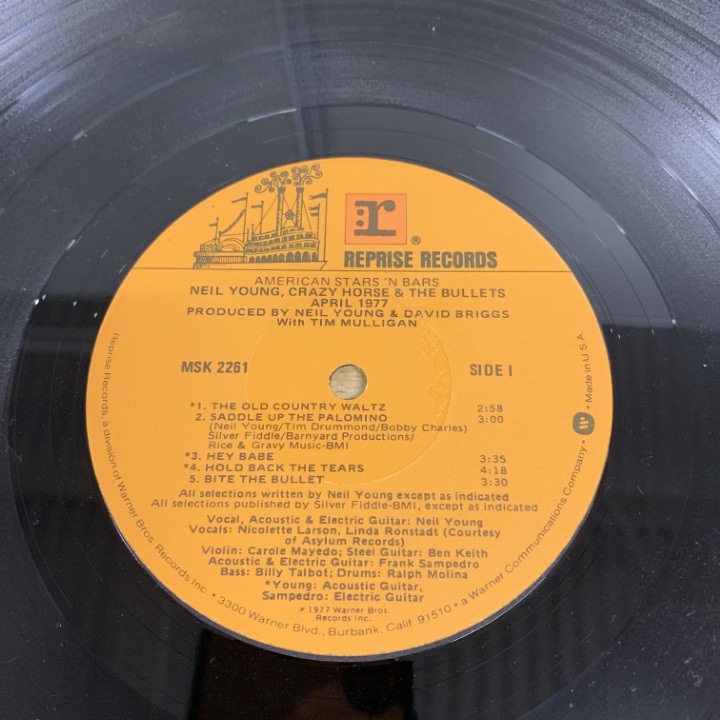 r
®
REPRISE RECORDS
AMERICAN STARS 'N BARS
NEIL YOUNG, CRAZY HORSE & THE BULLETS
APRIL 1977
PRODUCED BY NEIL YOUNG & DAVID BRIGGS
With TIM MULLIGAN
MSK 2261
SIDE I
*1. THE OLD COUNTRY WALTZ 2:58
2. SADDLE UP THE PALOMINO 3:00
(Neil Young/Tim Drummond/Bobby Charles)
Silver Fiddle/Barnyard Productions/
Rice & Gravy Music-BMI
*3. HEY BABE 3:35
*4. HOLD BACK THE TEARS 4:18
5. BITE THE BULLET 3:30
All selections written by Neil Young except as indicated
All selections published by Silver Fiddle-BMI, except as indicated
Vocal, Acoustic & Electric Guitar: Neil Young
Vocals: Nicolette Larson, Linda Ronstadt (Courtesy
of Asylum Records)
Violin: Carole Mayedo; Steel Guitar: Ben Keith
Acoustic & Electric Guitar: Frank Sampedro
Bass: Billy Talbot; Drums: Ralph Molina
*Young: Acoustic Guitar,
Sampedro: Electric Guitar
℗ 1977 Warner Bros.
Records Inc.
Reprise Records, a division of Warner Bros Records Inc. • 3300 Warner Blvd., Burbank, Calif. 91510 • a Warner Communications Company • W • Made in U.S.A.